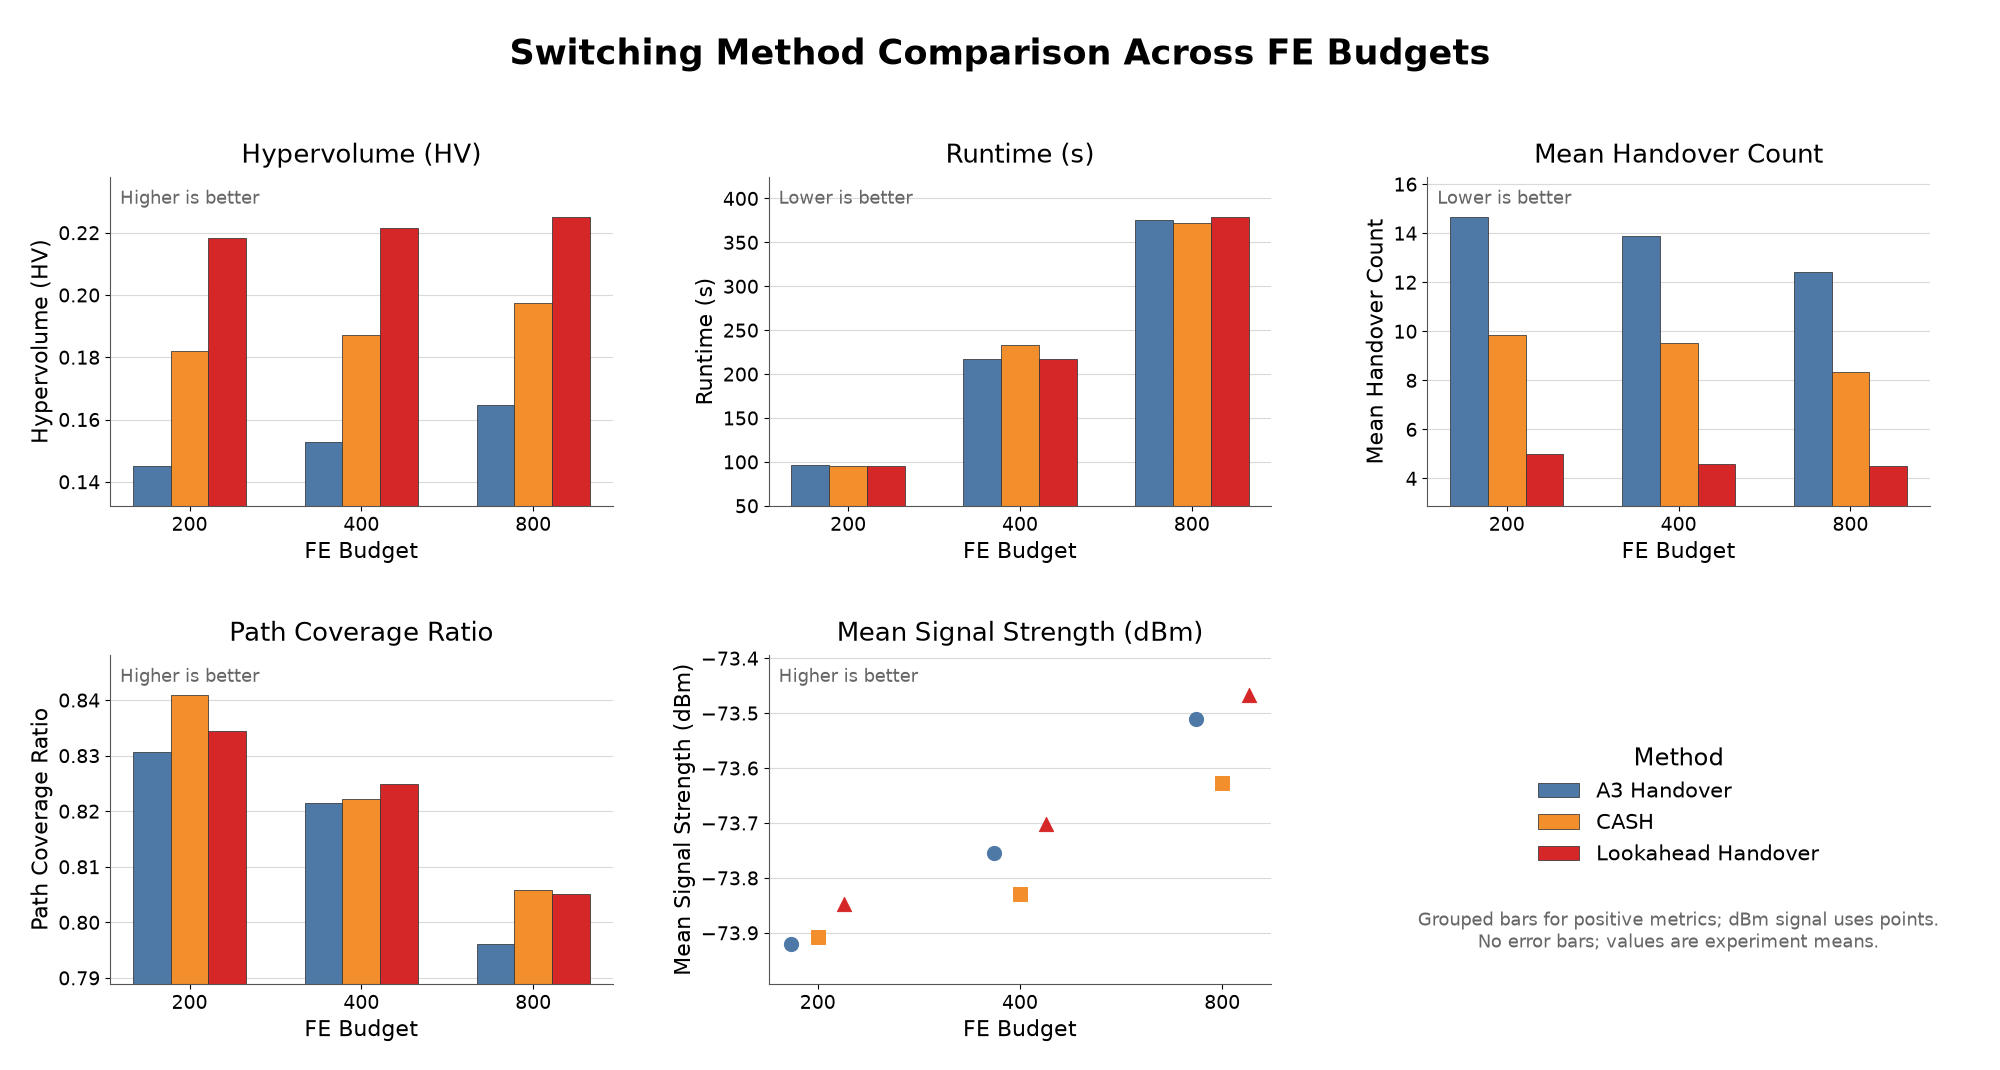 Switching Method Comparison Across FE Budgets
Hypervolume (HV)
Higher is better
Hypervolume (HV)
0.22
0.20
0.18
0.16
0.14
200 400 800
FE Budget
Runtime (s)
Lower is better
Runtime (s)
400
350
300
250
200
150
100
50
200 400 800
FE Budget
Mean Handover Count
Lower is better
Mean Handover Count
16
14
12
10
8
6
4
200 400 800
FE Budget
Path Coverage Ratio
Higher is better
Path Coverage Ratio
0.84
0.83
0.82
0.81
0.80
0.79
200 400 800
FE Budget
Mean Signal Strength (dBm)
Higher is better
Mean Signal Strength (dBm)
−73.4
−73.5
−73.6
−73.7
−73.8
−73.9
200 400 800
FE Budget
Method
A3 Handover
CASH
Lookahead Handover
Grouped bars for positive metrics; dBm signal uses points.
No error bars; values are experiment means.